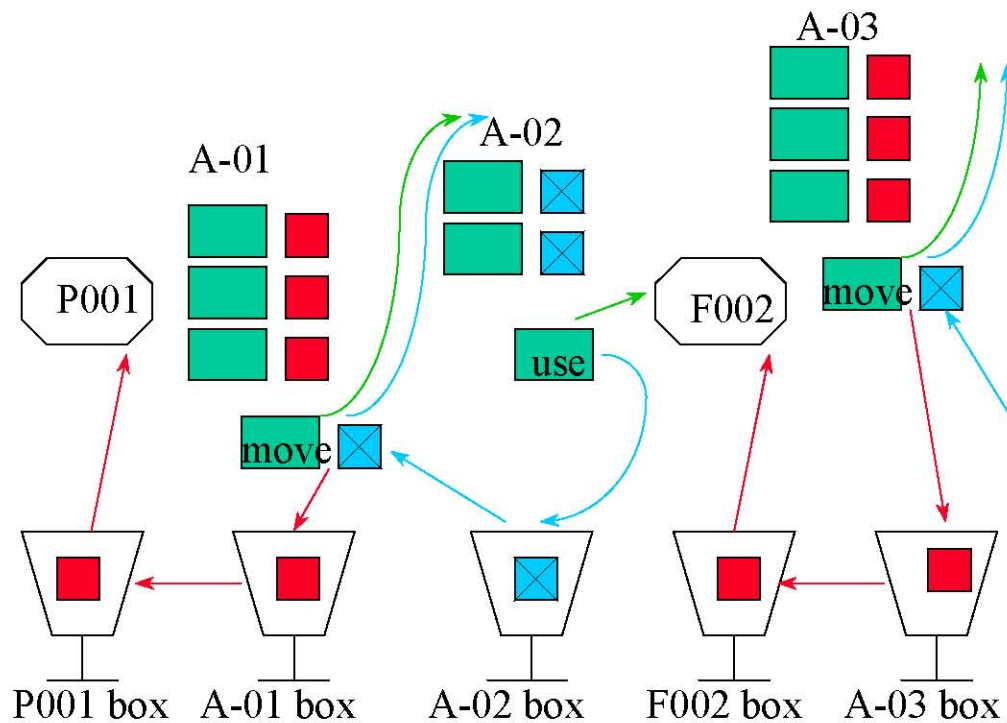 A-03
A-02
A-01
P001
F002
move
use
move
P001 box
A-01 box
A-02 box
F002 box
A-03 box